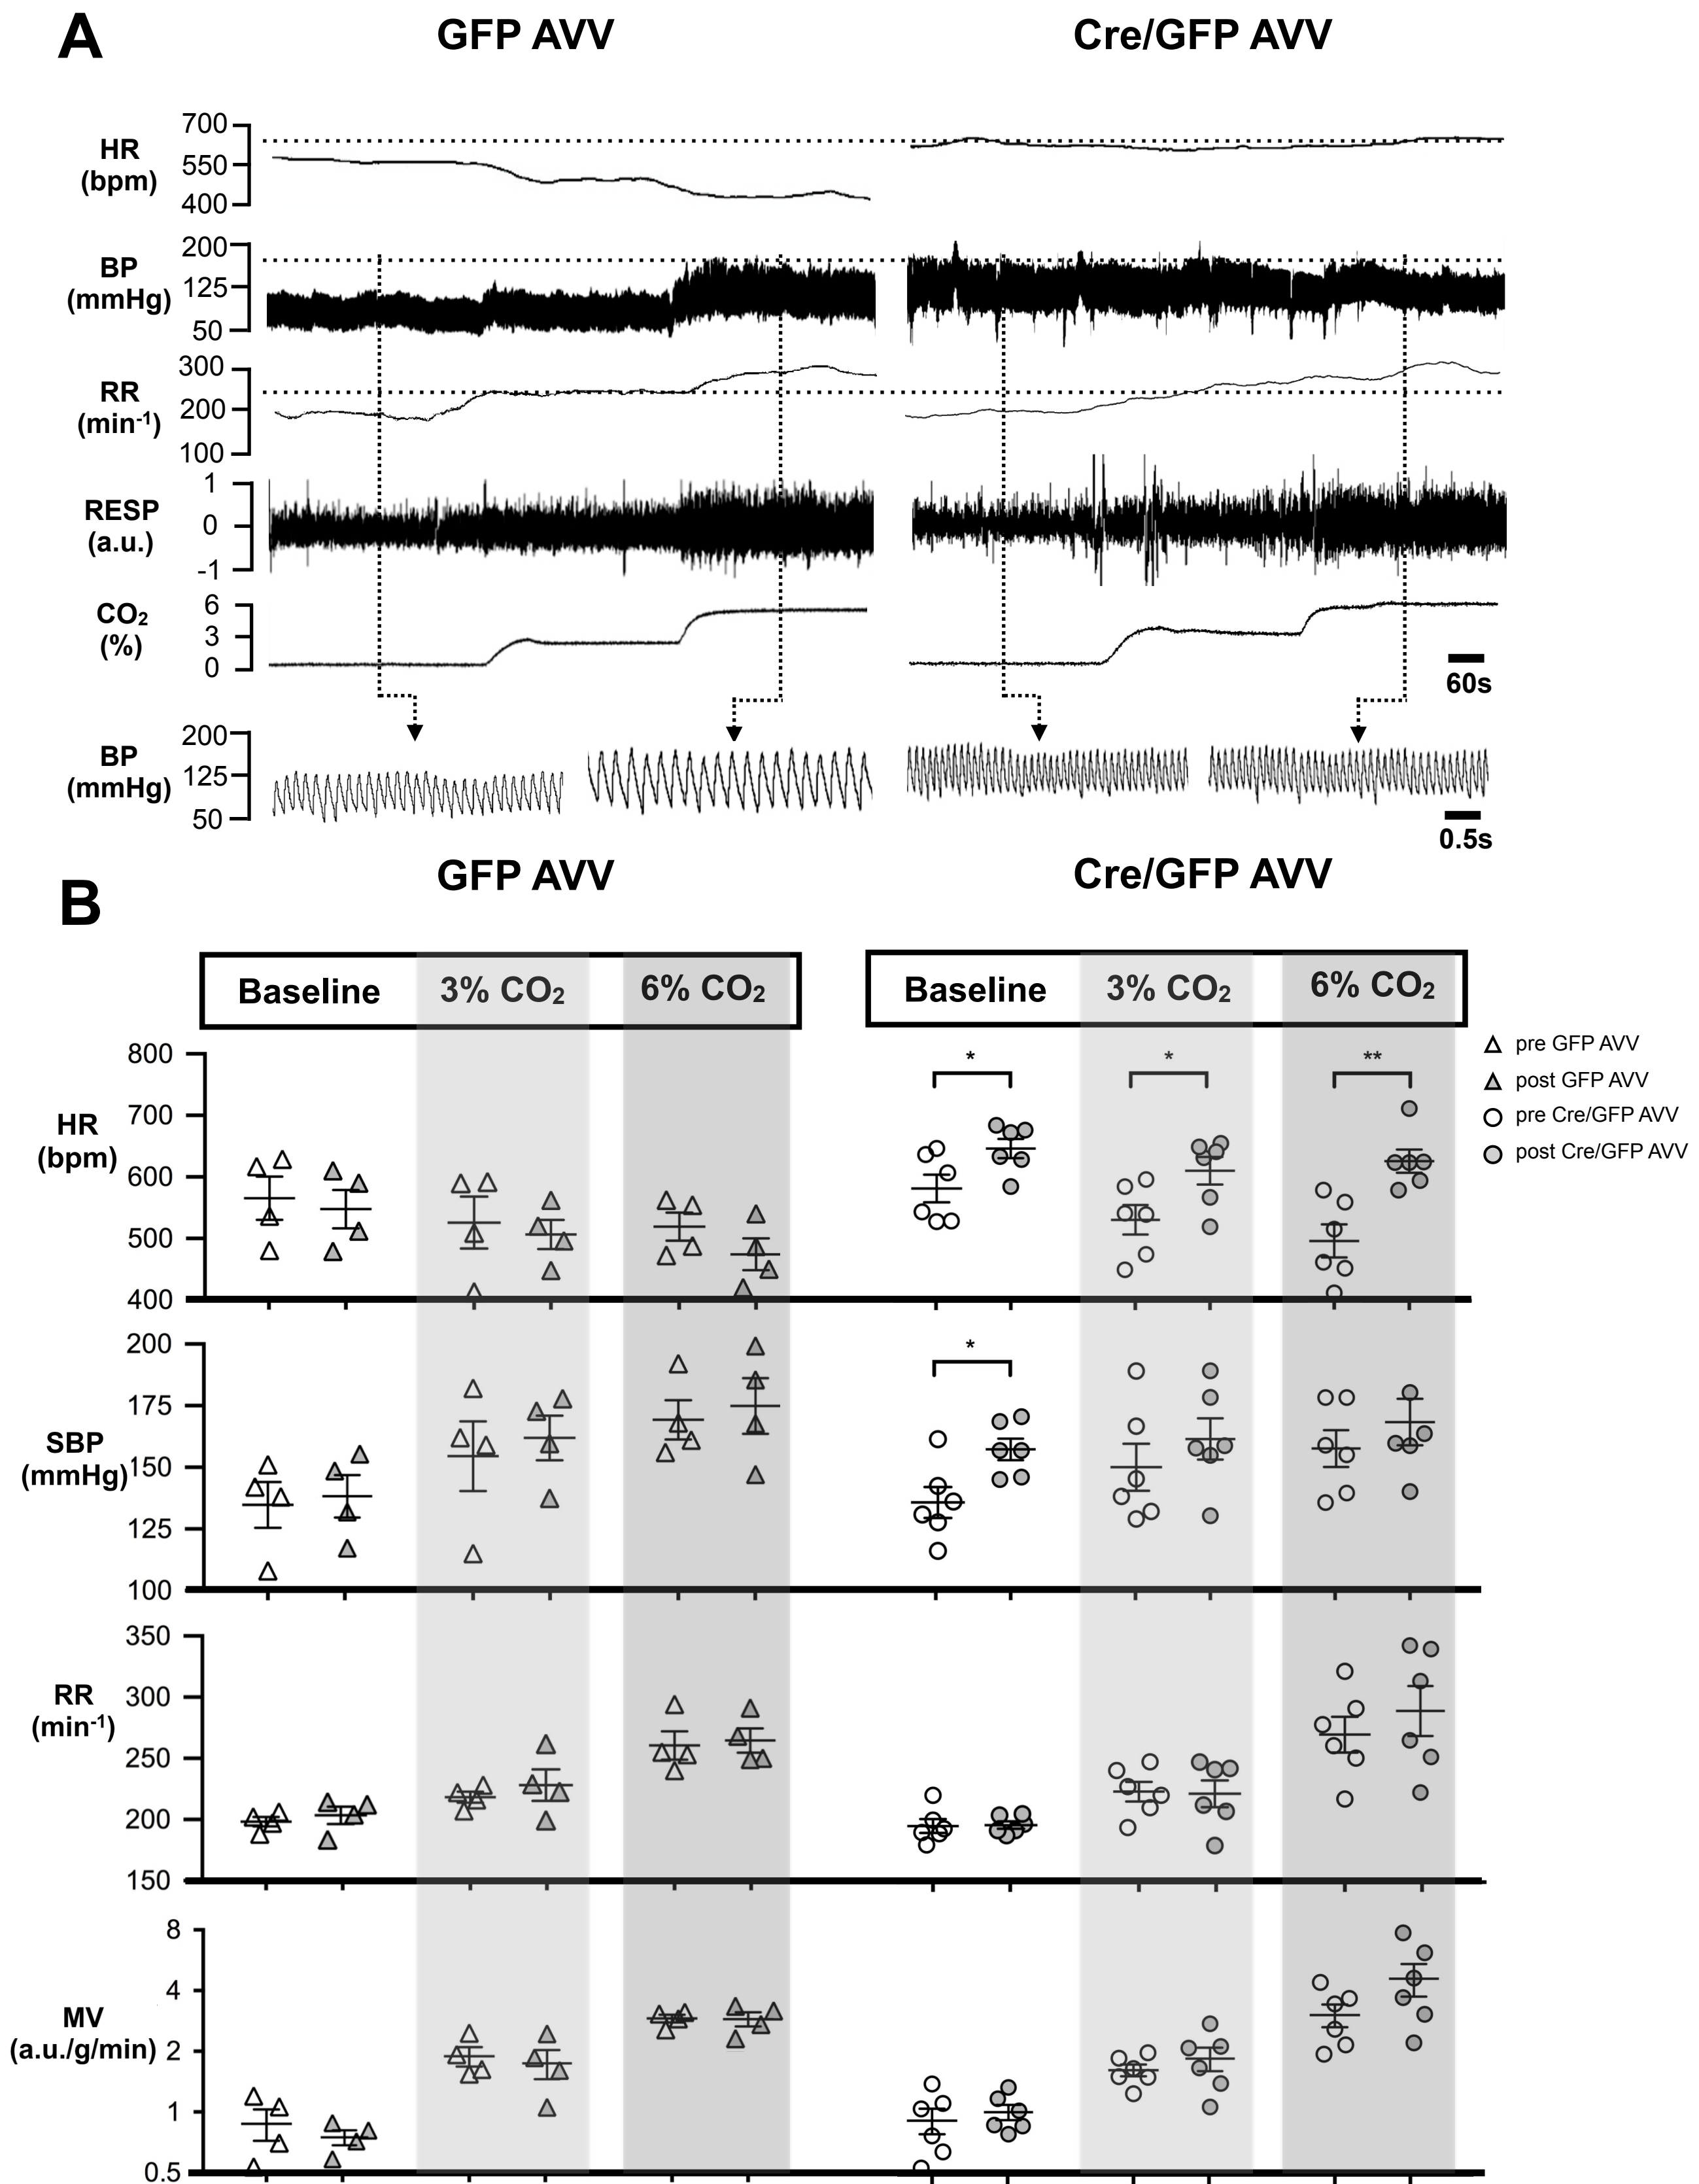 A
GFP AVV
Cre/GFP AVV
HR
(bpm)
700
550
400
BP
(mmHg)
200
125
50
RR
(min-1)
300
200
100
RESP
(a.u.)
1
0
-1
CO2
(%)
6
3
0
60s
BP
(mmHg)
200
125
50
0.5s
GFP AVV
Cre/GFP AVV
B
Baseline
3% CO2
6% CO2
Baseline
3% CO2
6% CO2
pre GFP AVV
post GFP AVV
pre Cre/GFP AVV
post Cre/GFP AVV
HR
(bpm)
800
700
600
500
400
*
*
**
SBP
(mmHg)
200
175
150
125
100
*
RR
(min-1)
350
300
250
200
150
MV
(a.u./g/min)
8
4
2
1
0.5